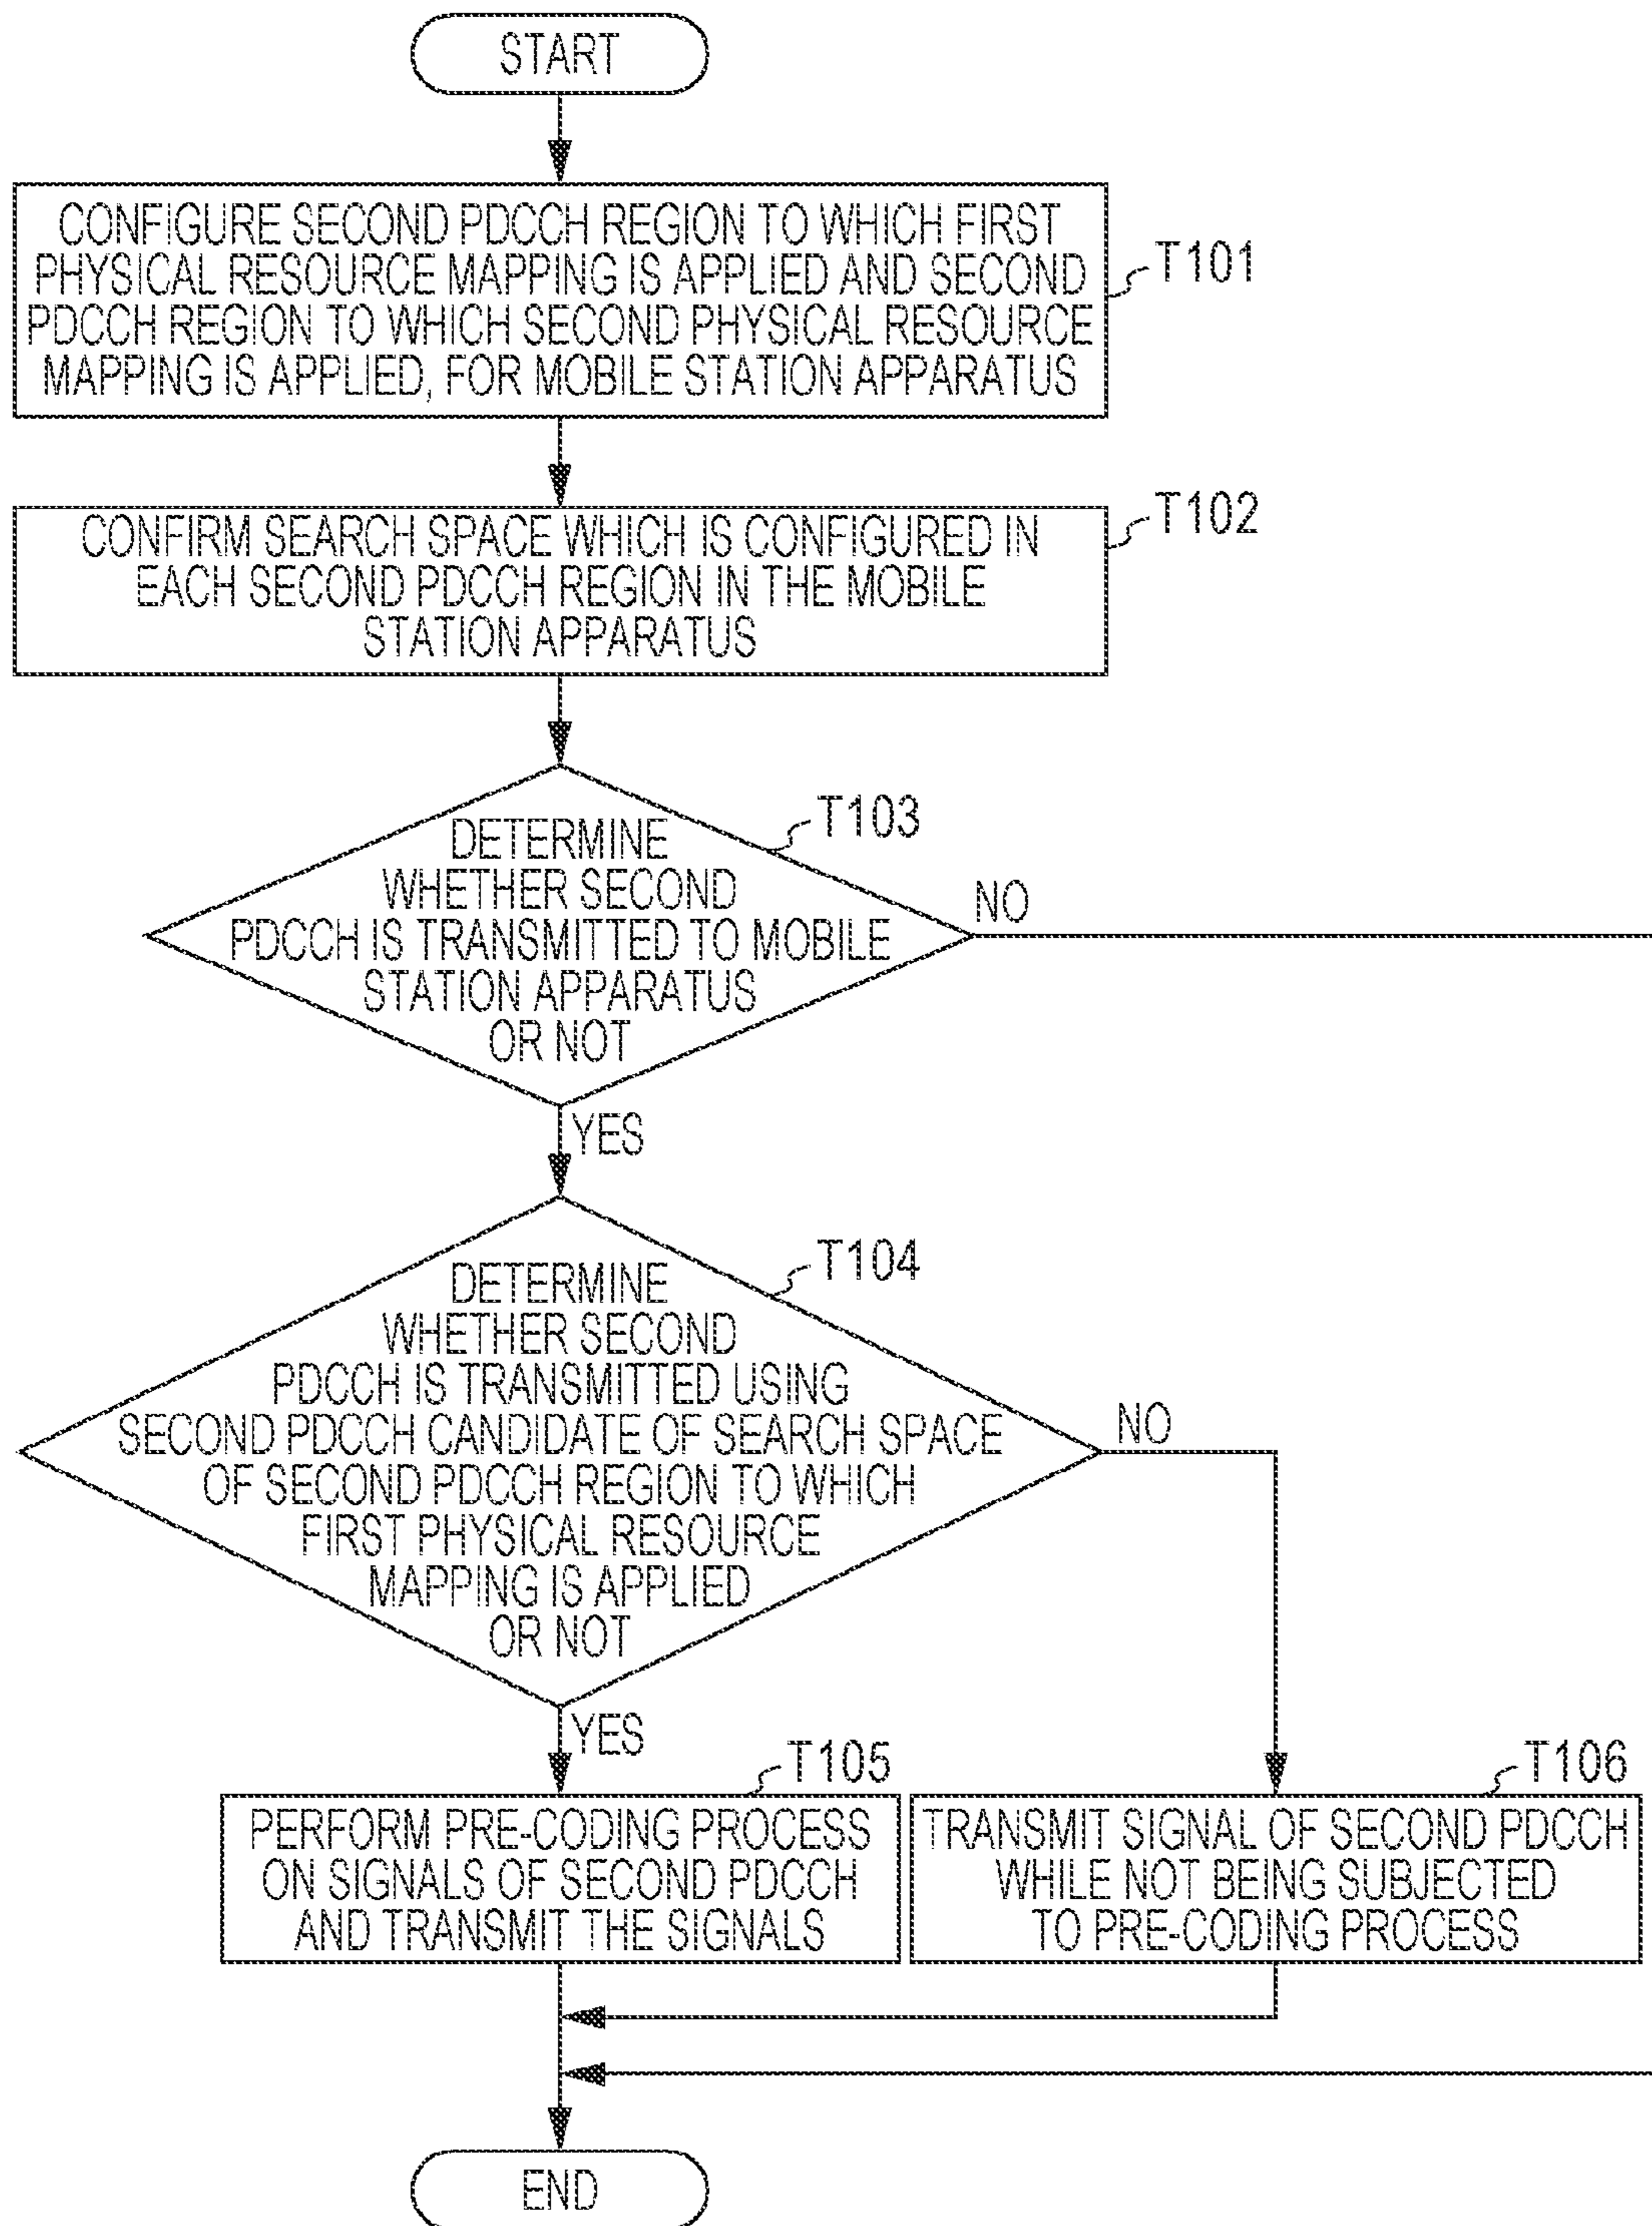 START
CONFIGURE SECOND PDCCH REGION TO WHICH FIRST
PHYSICAL RESOURCE MAPPING IS APPLIED AND SECOND
PDCCH REGION TO WHICH SECOND PHYSICAL RESOURCE
MAPPING IS APPLIED, FOR MOBILE STATION APPARATUS
T101
CONFIRM SEARCH SPACE WHICH IS CONFIGURED IN
EACH SECOND PDCCH REGION IN THE MOBILE
STATION APPARATUS
T102
DETERMINE
WHETHER SECOND
PDCCH IS TRANSMITTED TO MOBILE
STATION APPARATUS
OR NOT
T103
NO
YES
DETERMINE
WHETHER SECOND
PDCCH IS TRANSMITTED USING
SECOND PDCCH CANDIDATE OF SEARCH SPACE
OF SECOND PDCCH REGION TO WHICH
FIRST PHYSICAL RESOURCE
MAPPING IS APPLIED
OR NOT
T104
NO
YES
T105
PERFORM PRE-CODING PROCESS
ON SIGNALS OF SECOND PDCCH
AND TRANSMIT THE SIGNALS
T106
TRANSMIT SIGNAL OF SECOND PDCCH
WHILE NOT BEING SUBJECTED
TO PRE-CODING PROCESS
END